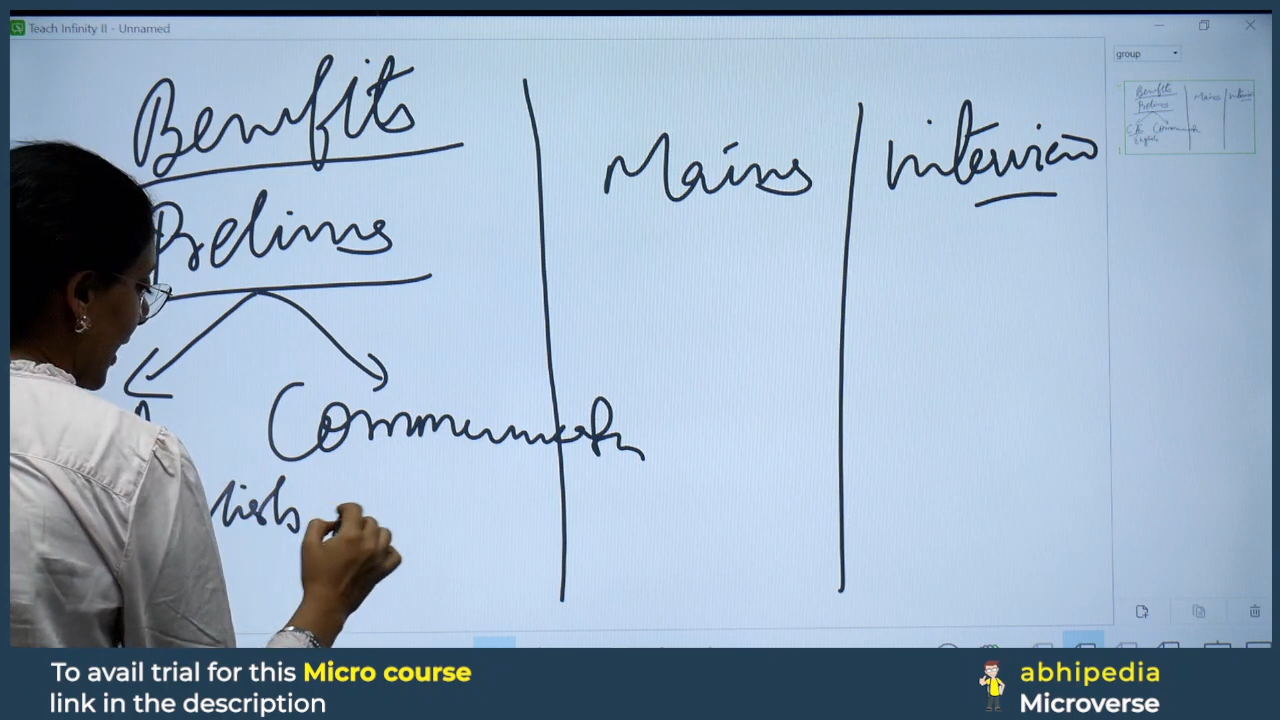 Teach Infinity II - Unnamed
group
Benefits
Prelims
Mains
Interview
To avail trial for this Micro course
link in the description
abhipedia
Microverse